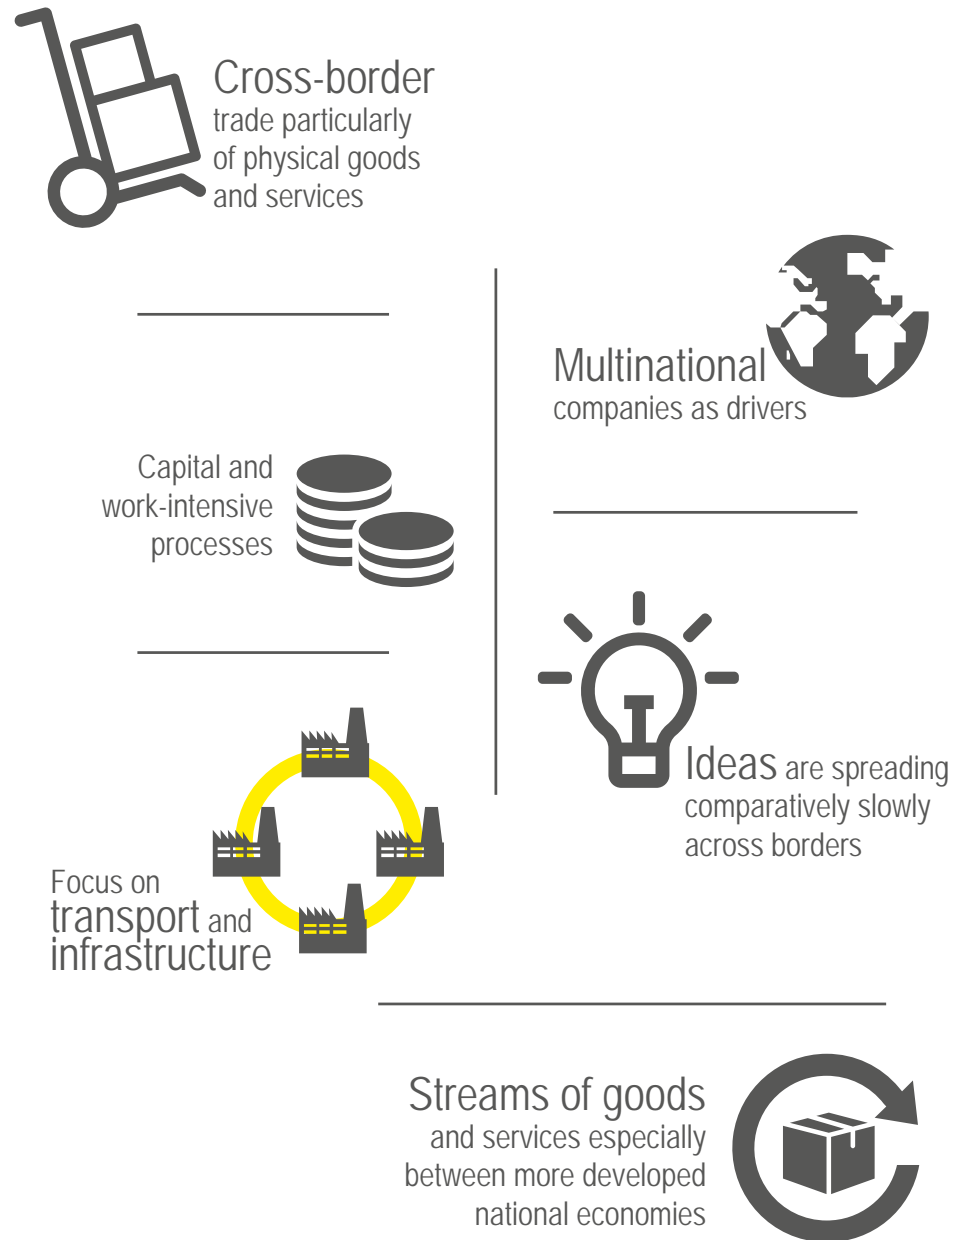 Cross-border
trade particularly
of physical goods
and services
Multinational
companies as drivers
Capital and
work-intensive
processes
Ideas are spreading
comparatively slowly
across borders
Focus on
transport and
infrastructure
Streams of goods
and services especially
between more developed
national economies